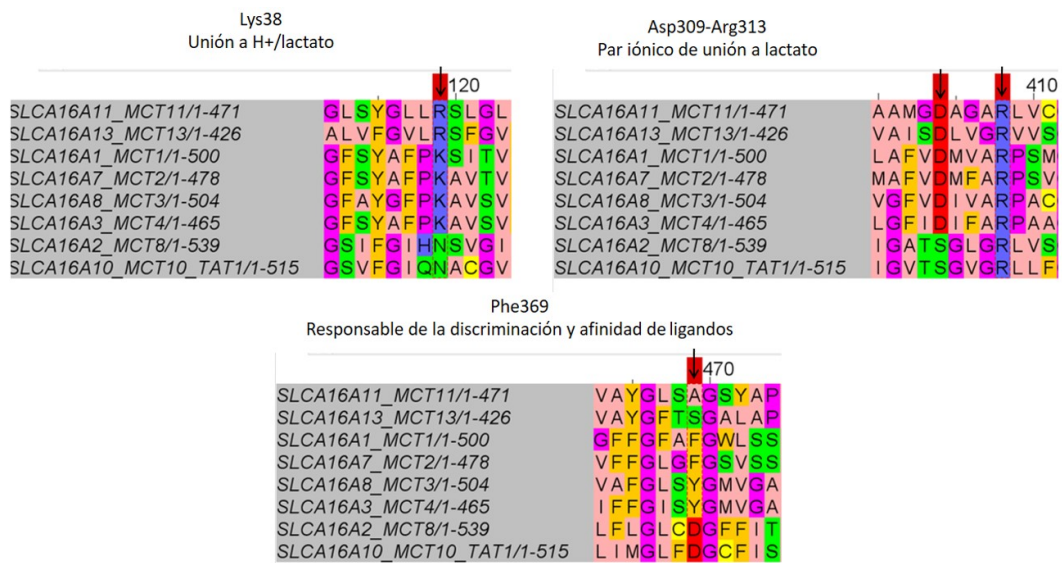 Lys38
Unión a H+/lactato
120
SLCA16A11_MCT11/1-471 GLSYGLLRSLGL
SLCA16A13_MCT13/1-426 ALVFGVLRSFGV
SLCA16A1_MCT1/1-500 GFSYAFPKSITV
SLCA16A7_MCT2/1-478 GFSYAFPKAVTV
SLCA16A8_MCT3/1-504 GFAYGFPKAVSV
SLCA16A3_MCT4/1-465 GFSYAFPKAVSL
SLCA16A2_MCT8/1-539 GSIFGIHNSVGI
SLCA16A10_MCT10_TAT1/1-515 GSVFGIQNACGV
Asp309-Arg313
Par iónico de unión a lactato
410
SLCA16A11_MCT11/1-471 AAMGDAGARLVC
SLCA16A13_MCT13/1-426 VAISDLVGRVVS
SLCA16A1_MCT1/1-500 LAFVDMVARPSM
SLCA16A7_MCT2/1-478 MAFVDMFARPSV
SLCA16A8_MCT3/1-504 VGFVDIVARPAC
SLCA16A3_MCT4/1-465 LGFIDIFARPAA
SLCA16A2_MCT8/1-539 IGATSGLGRLVS
SLCA16A10_MCT10_TAT1/1-515 IGVTSGVGRLLF
Phe369
Responsable de la discriminación y afinidad de ligandos
470
SLCA16A11_MCT11/1-471 VAYGLSAGSYAP
SLCA16A13_MCT13/1-426 VAYGFTSGALAP
SLCA16A1_MCT1/1-500 GFFGFAFGWLSS
SLCA16A7_MCT2/1-478 VFFGLGFGSVSS
SLCA16A8_MCT3/1-504 VAFGLSYGMVGA
SLCA16A3_MCT4/1-465 IFFGISYGMVGA
SLCA16A2_MCT8/1-539 LFLGLCDGFFIT
SLCA16A10_MCT10_TAT1/1-515 LIMGLFDGCFIS